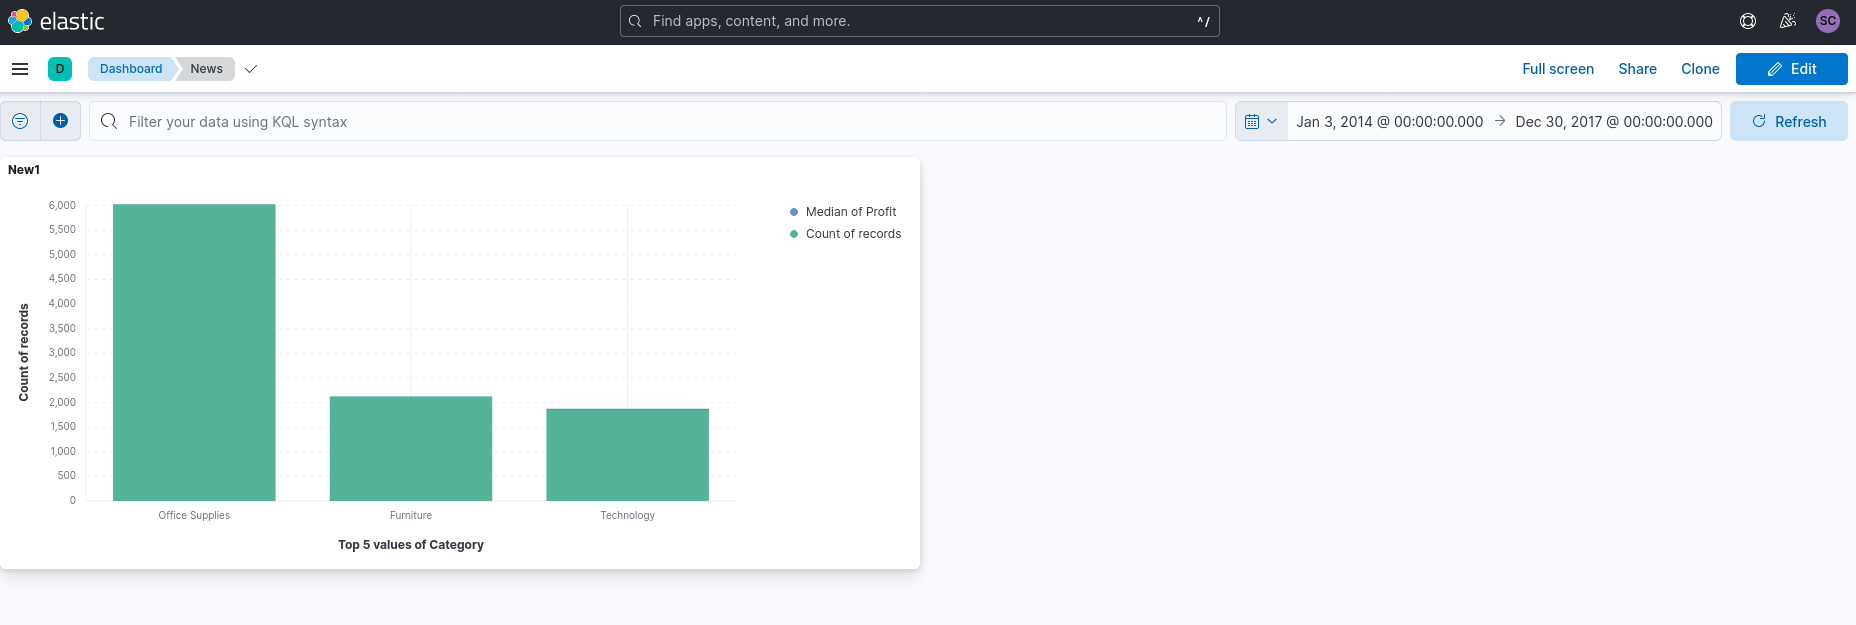 elastic
Find apps, content, and more.
^/
SC
D
Dashboard
News
Full screen
Share
Clone
Edit
Filter your data using KQL syntax
Jan 3, 2014 @ 00:00:00.000 → Dec 30, 2017 @ 00:00:00.000
Refresh
New1
6,000
5,500
5,000
4,500
4,000
3,500
3,000
2,500
2,000
1,500
1,000
500
0
Count of records
Office Supplies
Furniture
Technology
Top 5 values of Category
Median of Profit
Count of records